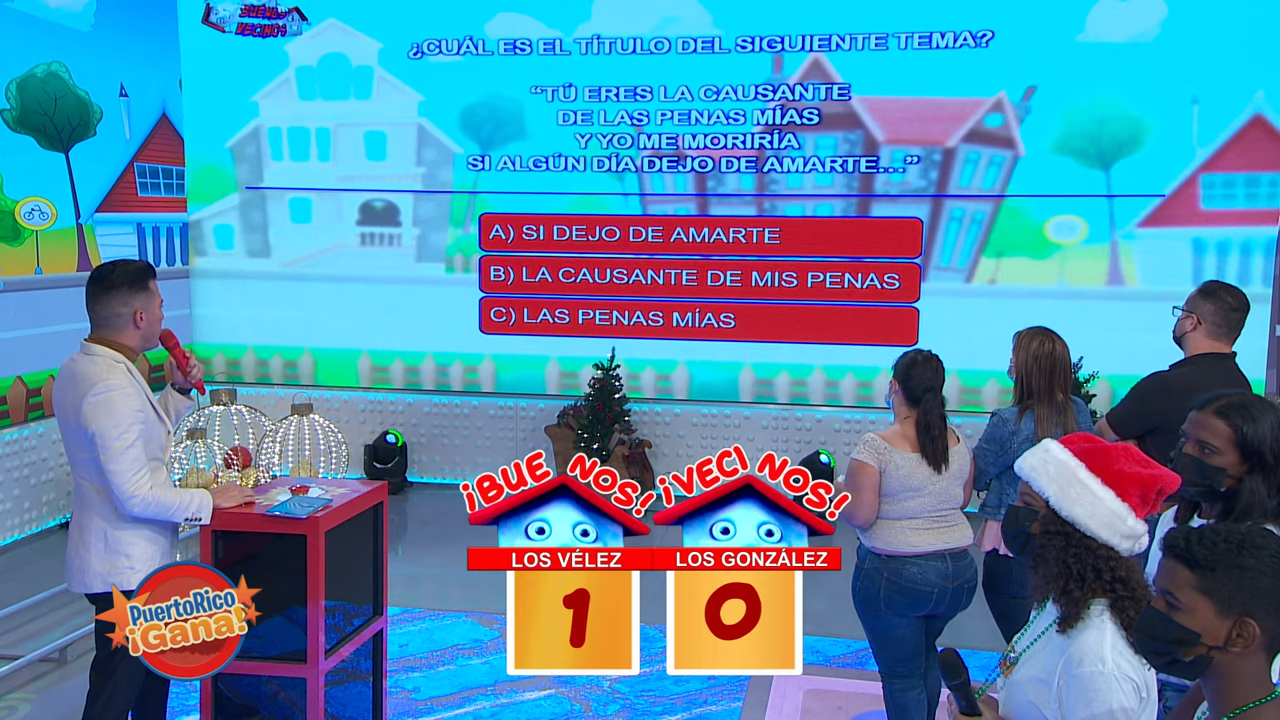 BUENOS
VECINOS
¿CUÁL ES EL TÍTULO DEL SIGUIENTE TEMA?
"TÚ ERES LA CAUSANTE
DE LAS PENAS MÍAS
Y YO ME MORIRÍA
SI ALGÚN DÍA DEJO DE AMARTE..."
A) SI DEJO DE AMARTE
B) LA CAUSANTE DE MIS PENAS
C) LAS PENAS MÍAS
¡BUE NOS! ¡VECI NOS!
LOS VÉLEZ LOS GONZÁLEZ
1 0
PuertoRico
¡Gana!